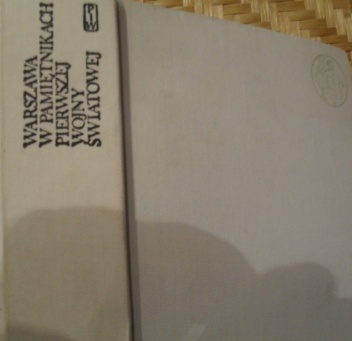 WARSZAWA
W PAMIĘTNIKACH
PIERWSZEJ
WOJNY
ŚWIATOWEJ